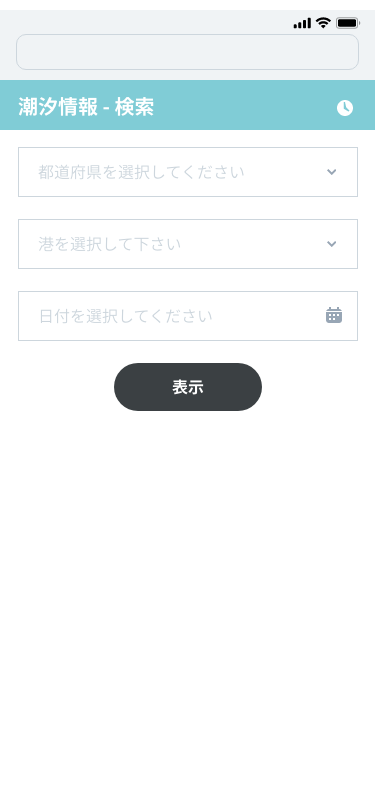 潮汐情報 - 検索
都道府県を選択してください
港を選択して下さい
日付を選択してください
表示